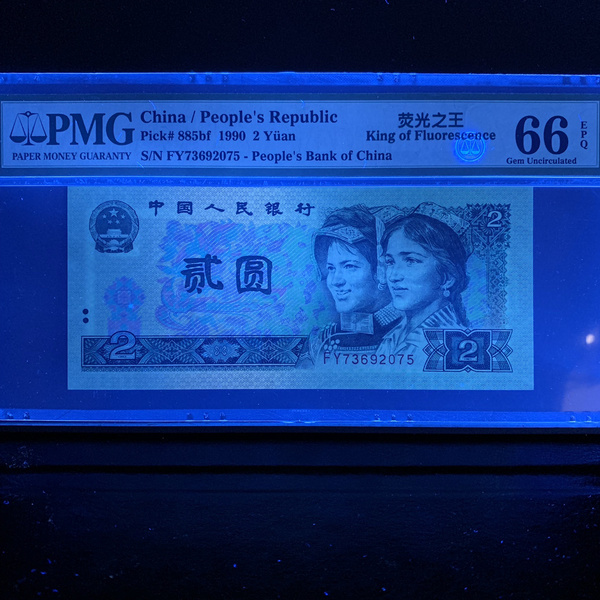 PMG
PAPER MONEY GUARANTY
China / People's Republic
Pick# 885bf 1990 2 Yüan
S/N FY73692075 - People's Bank of China
荧光之王
King of Fluorescence
66
EPQ
Gem Uncirculated
中国人民银行
2
贰圆
2
FY73692075
2